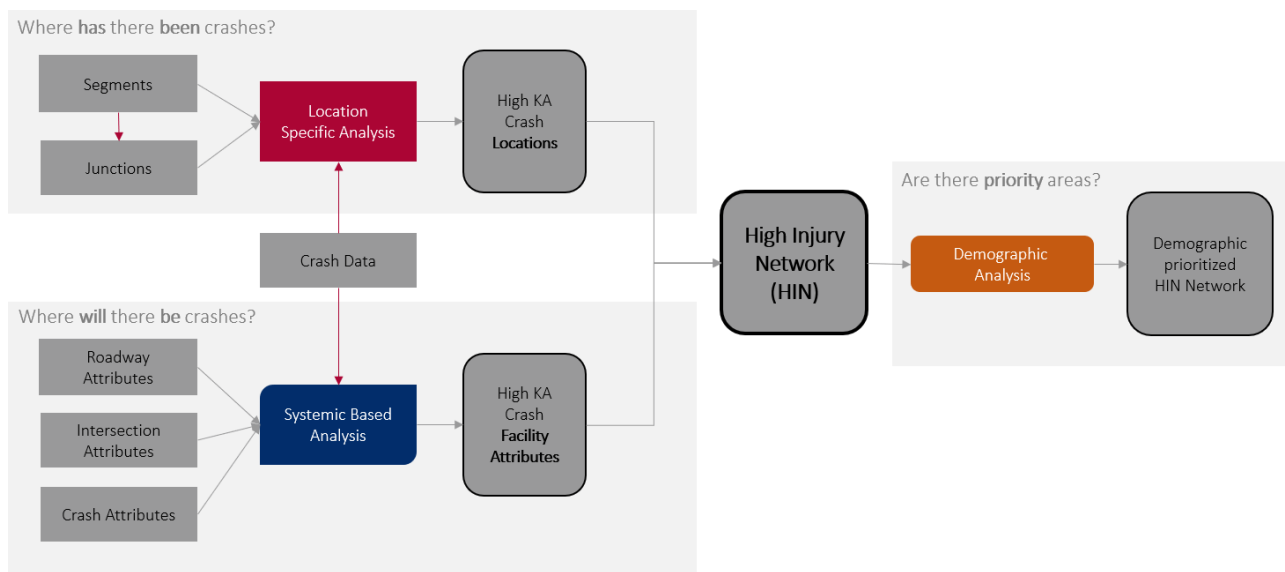 Where has there been crashes?
Segments
Junctions
Location
Specific Analysis
High KA
Crash
Locations
Crash Data
Where will there be crashes?
Roadway
Attributes
Intersection
Attributes
Crash Attributes
Systemic Based
Analysis
High KA
Crash
Facility
Attributes
High Injury
Network
(HIN)
Are there priority areas?
Demographic
Analysis
Demographic
prioritized
HIN Network